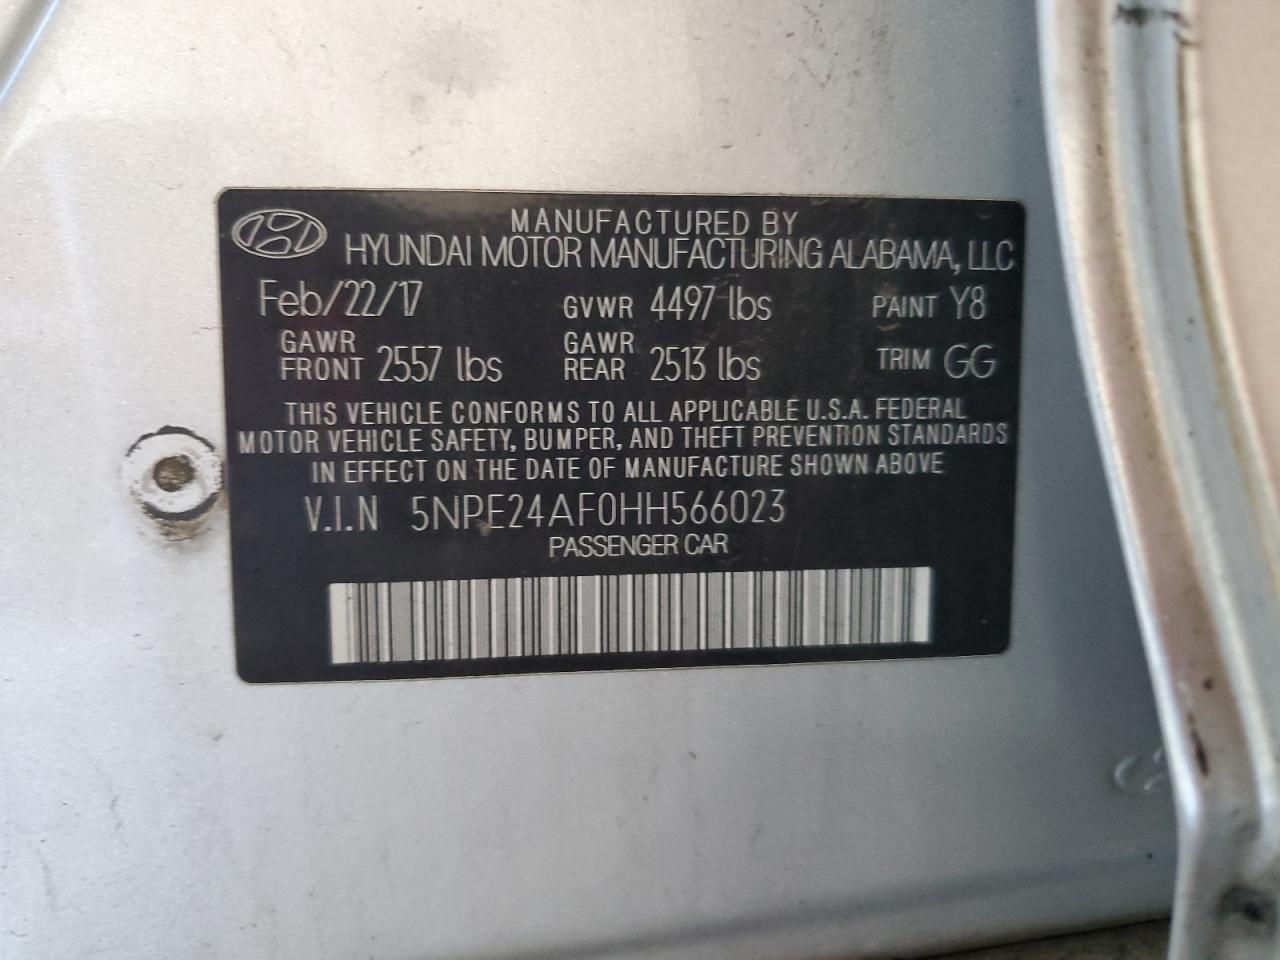 MANUFACTURED BY
HYUNDAI MOTOR MANUFACTURING ALABAMA, LLC
Feb/22/17 GVWR 4497 lbs PAINT Y8
GAWR FRONT 2557 lbs GAWR REAR 2513 lbs TRIM GG
THIS VEHICLE CONFORMS TO ALL APPLICABLE U.S.A. FEDERAL
MOTOR VEHICLE SAFETY, BUMPER, AND THEFT PREVENTION STANDARDS
IN EFFECT ON THE DATE OF MANUFACTURE SHOWN ABOVE
V.I.N 5NPE24AF0HH566023
PASSENGER CAR